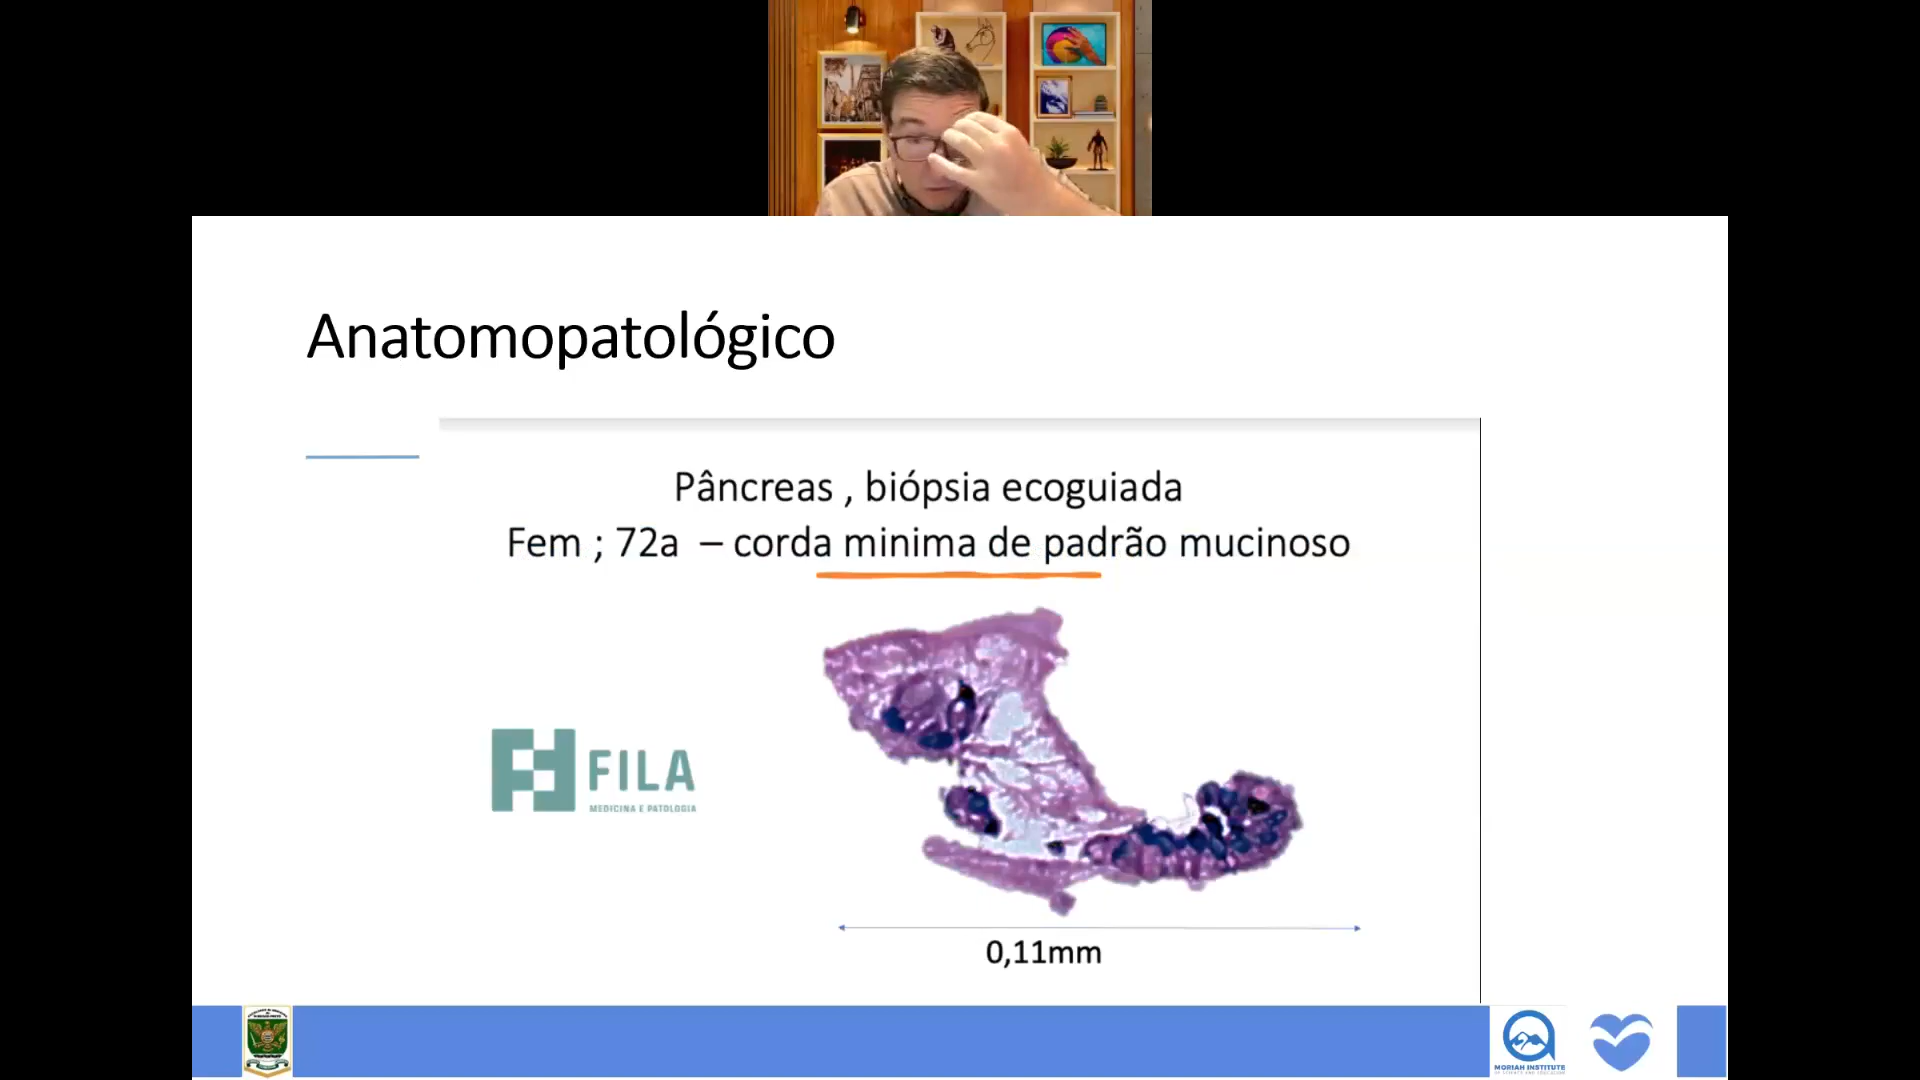 Anatomopatológico
Pâncreas , biópsia ecoguiada
Fem ; 72a – corda minima de padrão mucinoso
FILA
MEDICINA E PATOLOGIA
0,11mm
MORIAH INSTITUTE